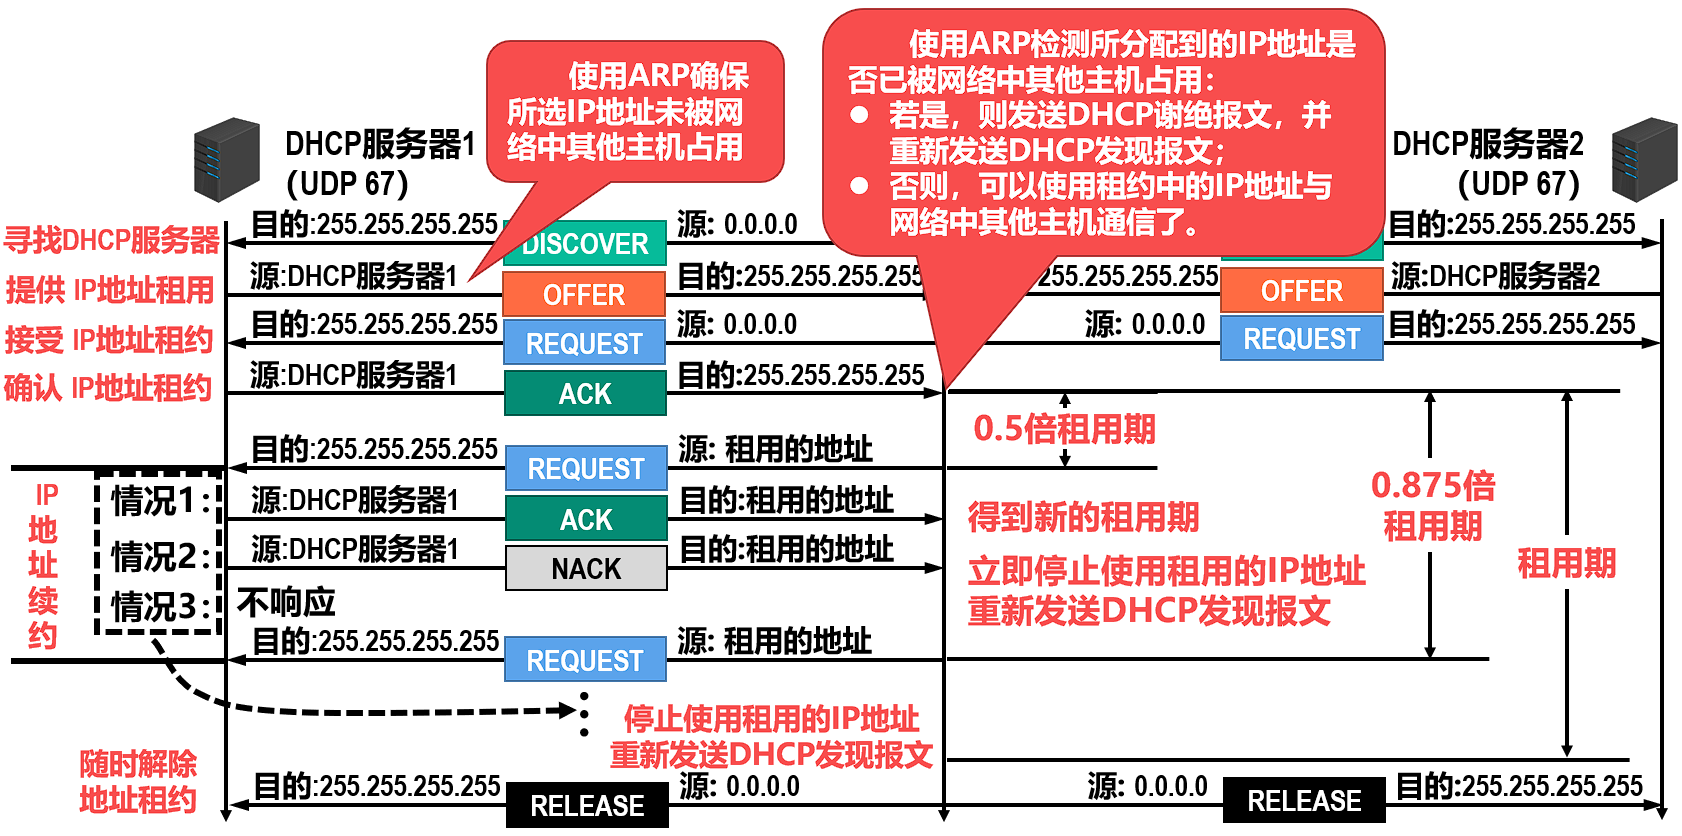 使用ARP确保
所选IP地址未被网
络中其他主机占用
使用ARP检测所分配到的IP地址是
否已被网络中其他主机占用：
● 若是，则发送DHCP谢绝报文，并
重新发送DHCP发现报文；
● 否则，可以使用租约中的IP地址与
网络中其他主机通信了。
DHCP服务器1
（UDP 67）
DHCP服务器2
（UDP 67）
寻找DHCP服务器
目的:255.255.255.255
DISCOVER
源: 0.0.0.0
目的:255.255.255.255
提供 IP地址租用
源:DHCP服务器1
OFFER
目的:255.255.255.255
.255.255.255
OFFER
源:DHCP服务器2
接受 IP地址租约
目的:255.255.255.255
REQUEST
源: 0.0.0.0
源: 0.0.0.0
REQUEST
目的:255.255.255.255
确认 IP地址租约
源:DHCP服务器1
ACK
目的:255.255.255.255
0.5倍租用期
0.875倍
租用期
租用期
IP
地
址
续
约
目的:255.255.255.255
REQUEST
源: 租用的地址
情况1：
源:DHCP服务器1
ACK
目的:租用的地址
得到新的租用期
情况2：
源:DHCP服务器1
NACK
目的:租用的地址
立即停止使用租用的IP地址
重新发送DHCP发现报文
情况3：
不响应
目的:255.255.255.255
REQUEST
源: 租用的地址
停止使用租用的IP地址
重新发送DHCP发现报文
随时解除
地址租约
目的:255.255.255.255
RELEASE
源: 0.0.0.0
源: 0.0.0.0
RELEASE
目的:255.255.255.255